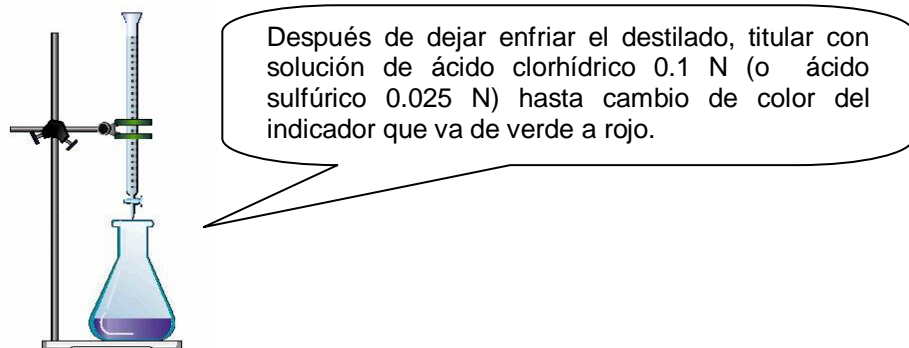 Después de dejar enfriar el destilado, titular con
solución de ácido clorhídrico 0.1 N (o ácido
sulfúrico 0.025 N) hasta cambio de color del
indicador que va de verde a rojo.